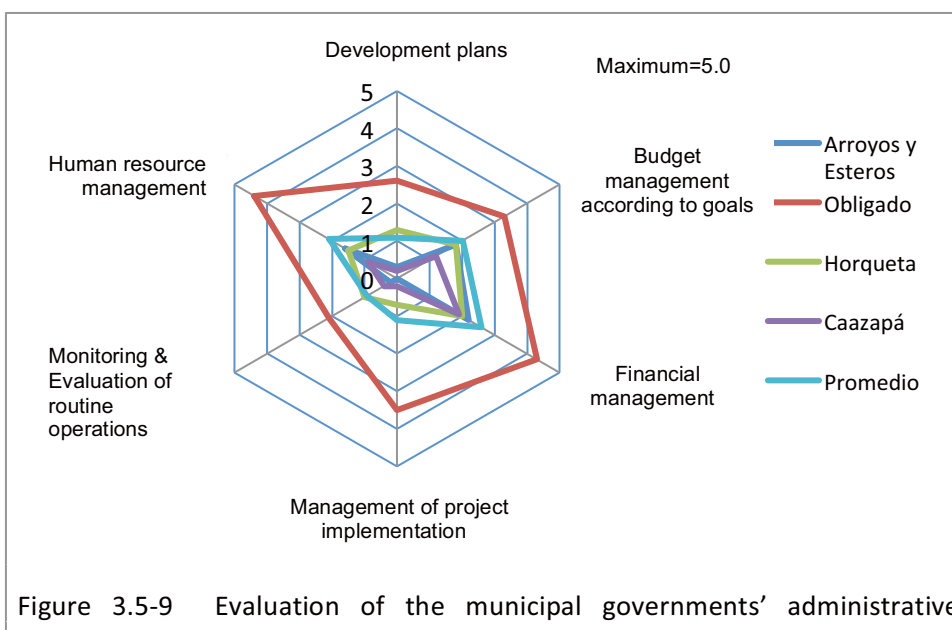 Development plans
Maximum=5.0
5
4
3
2
1
0
Human resource
management
Budget
management
according to goals
Arroyos y
Esteros
Obligado
Horqueta
Caazapá
Promedio
Monitoring &
Evaluation of
routine
operations
Financial
management
Management of project
implementation
Figure 3.5-9 Evaluation of the municipal governments’ administrative